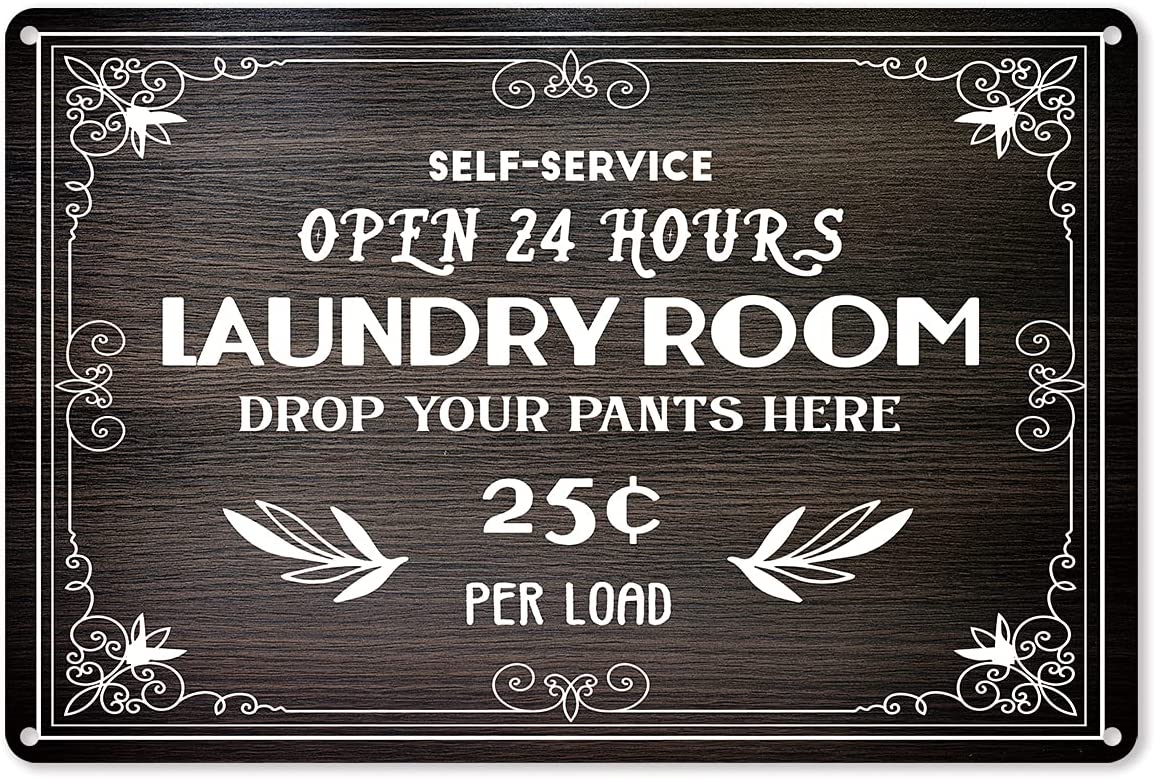 SELF-SERVICE
OPEN 24 HOURS
LAUNDRY ROOM
DROP YOUR PANTS HERE
25¢
PER LOAD